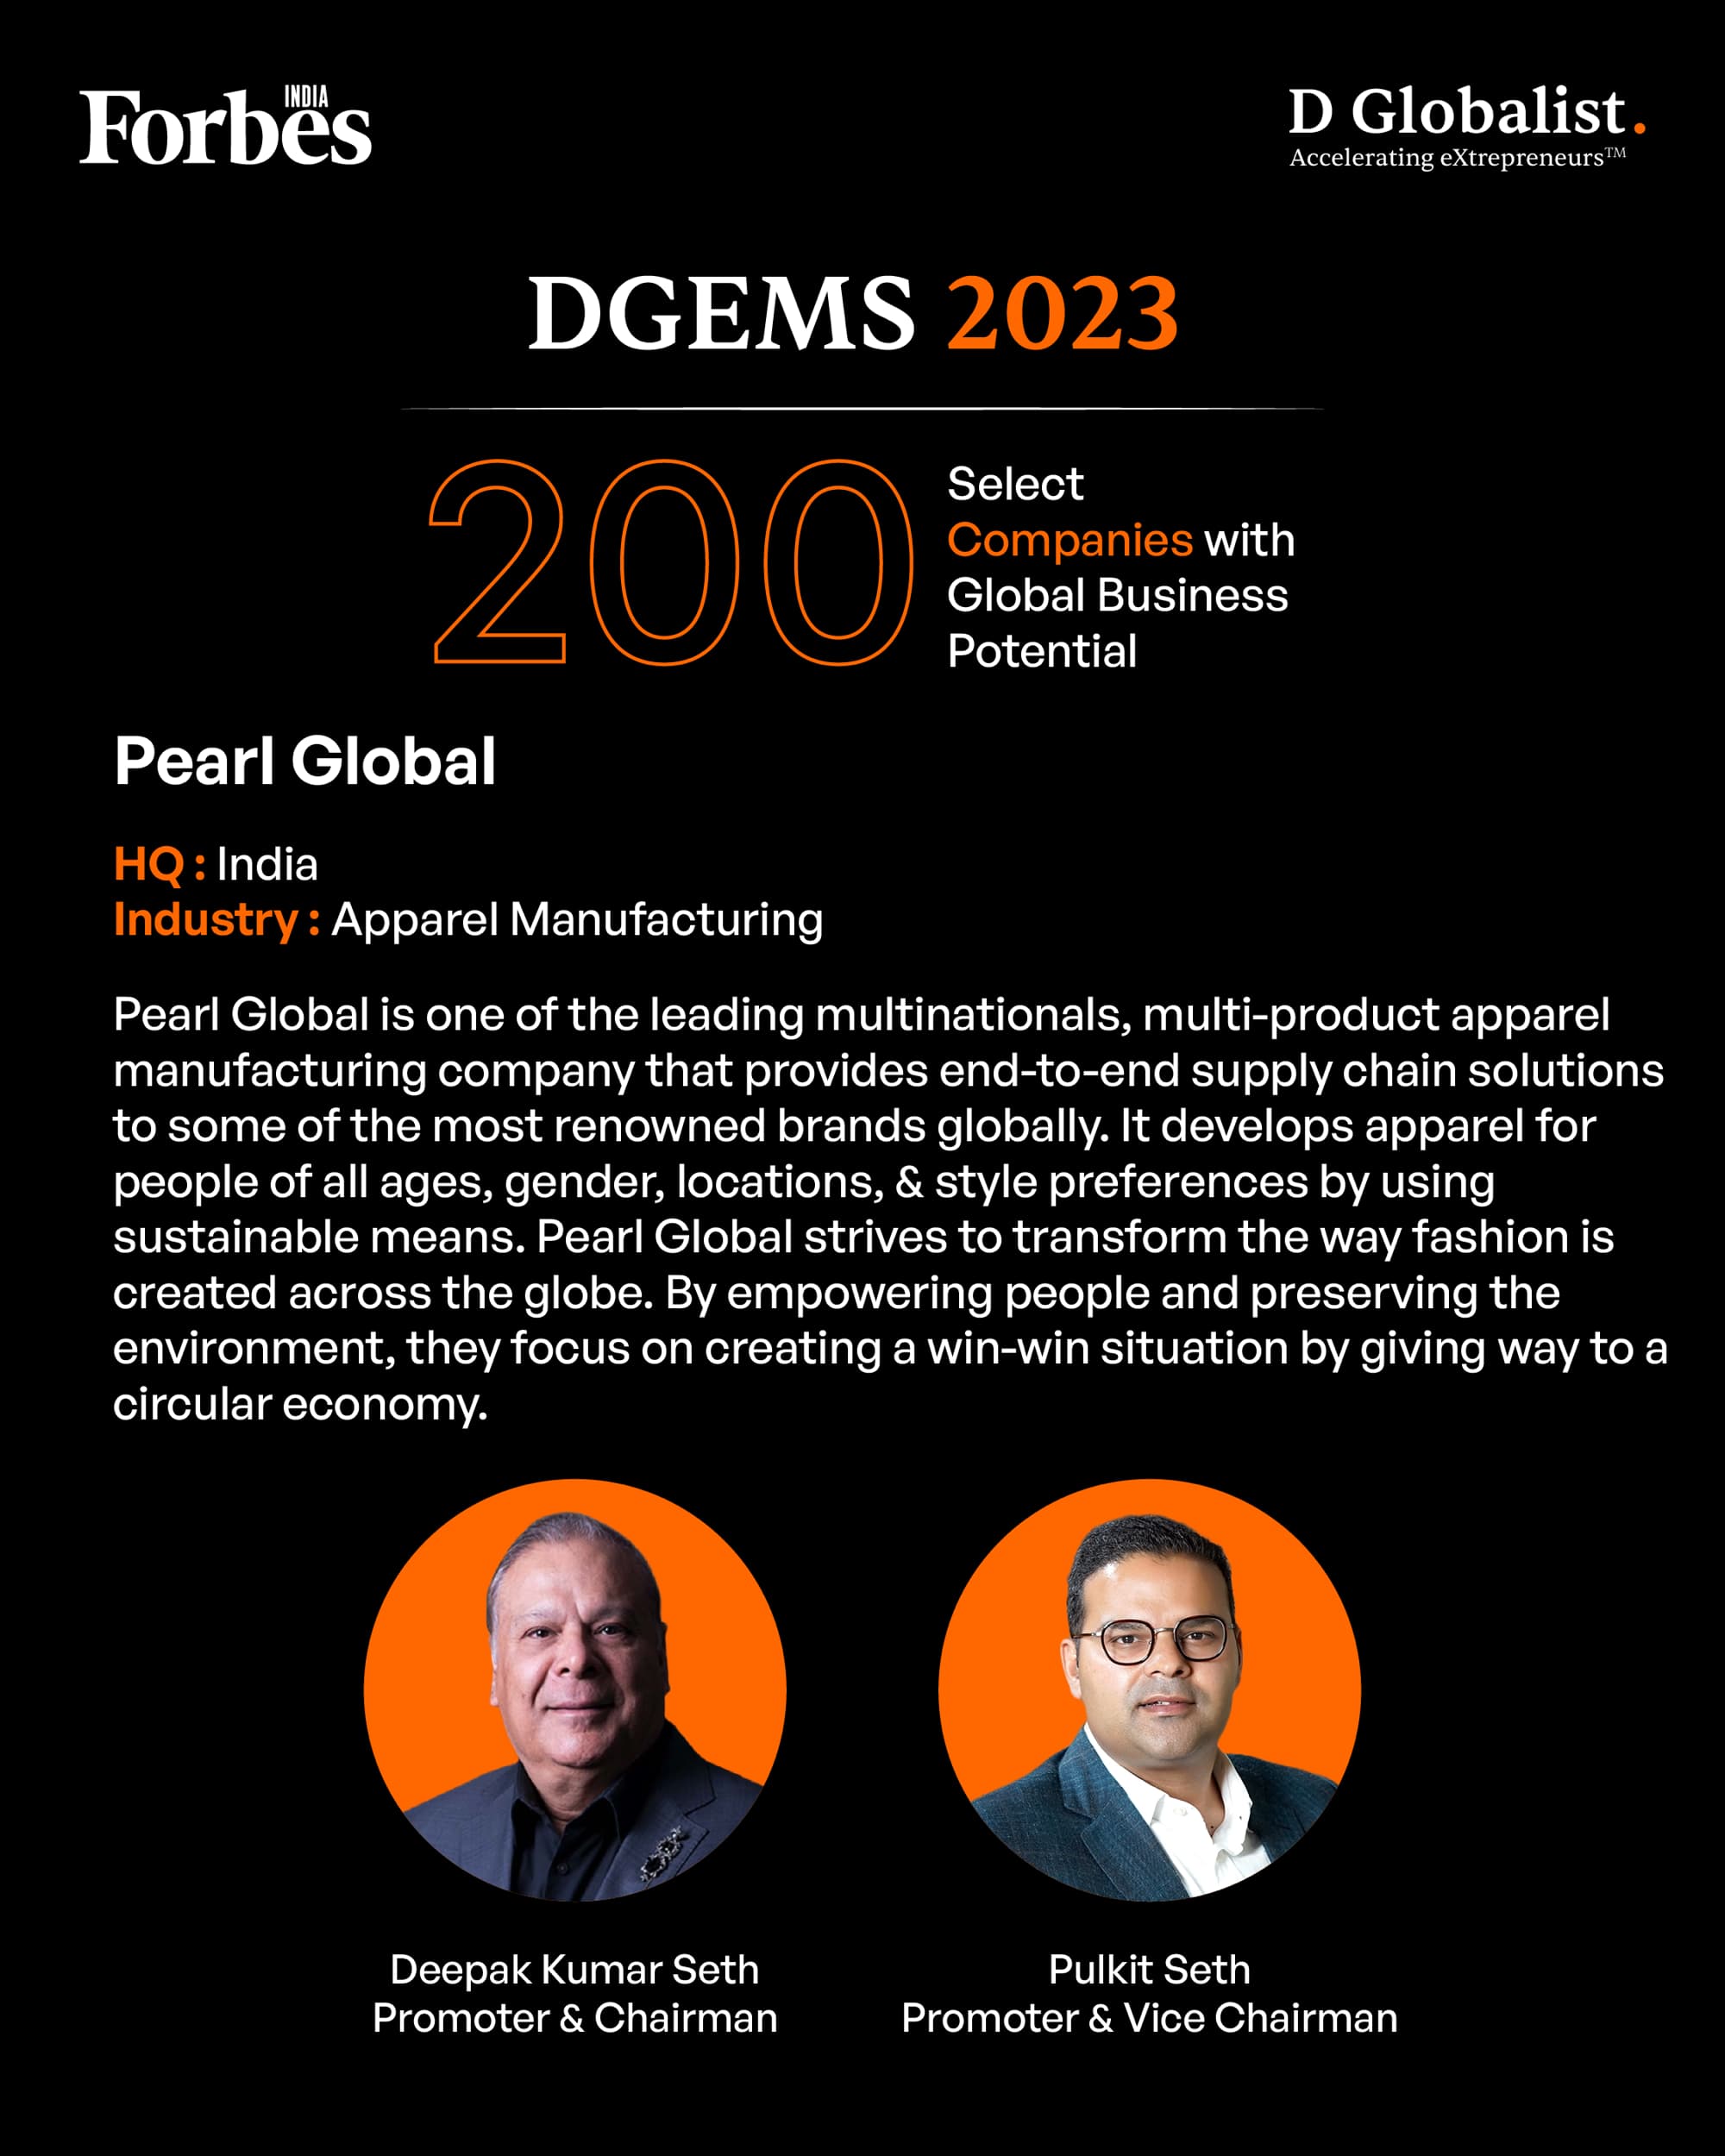 Forbes INDIA
D Globalist.
Accelerating eXtrepreneurs™
DGEMS 2023
200
Select
Companies with
Global Business
Potential
Pearl Global
HQ : India
Industry : Apparel Manufacturing
Pearl Global is one of the leading multinationals, multi-product apparel
manufacturing company that provides end-to-end supply chain solutions
to some of the most renowned brands globally. It develops apparel for
people of all ages, gender, locations, & style preferences by using
sustainable means. Pearl Global strives to transform the way fashion is
created across the globe. By empowering people and preserving the
environment, they focus on creating a win-win situation by giving way to a
circular economy.
Deepak Kumar Seth
Promoter & Chairman
Pulkit Seth
Promoter & Vice Chairman